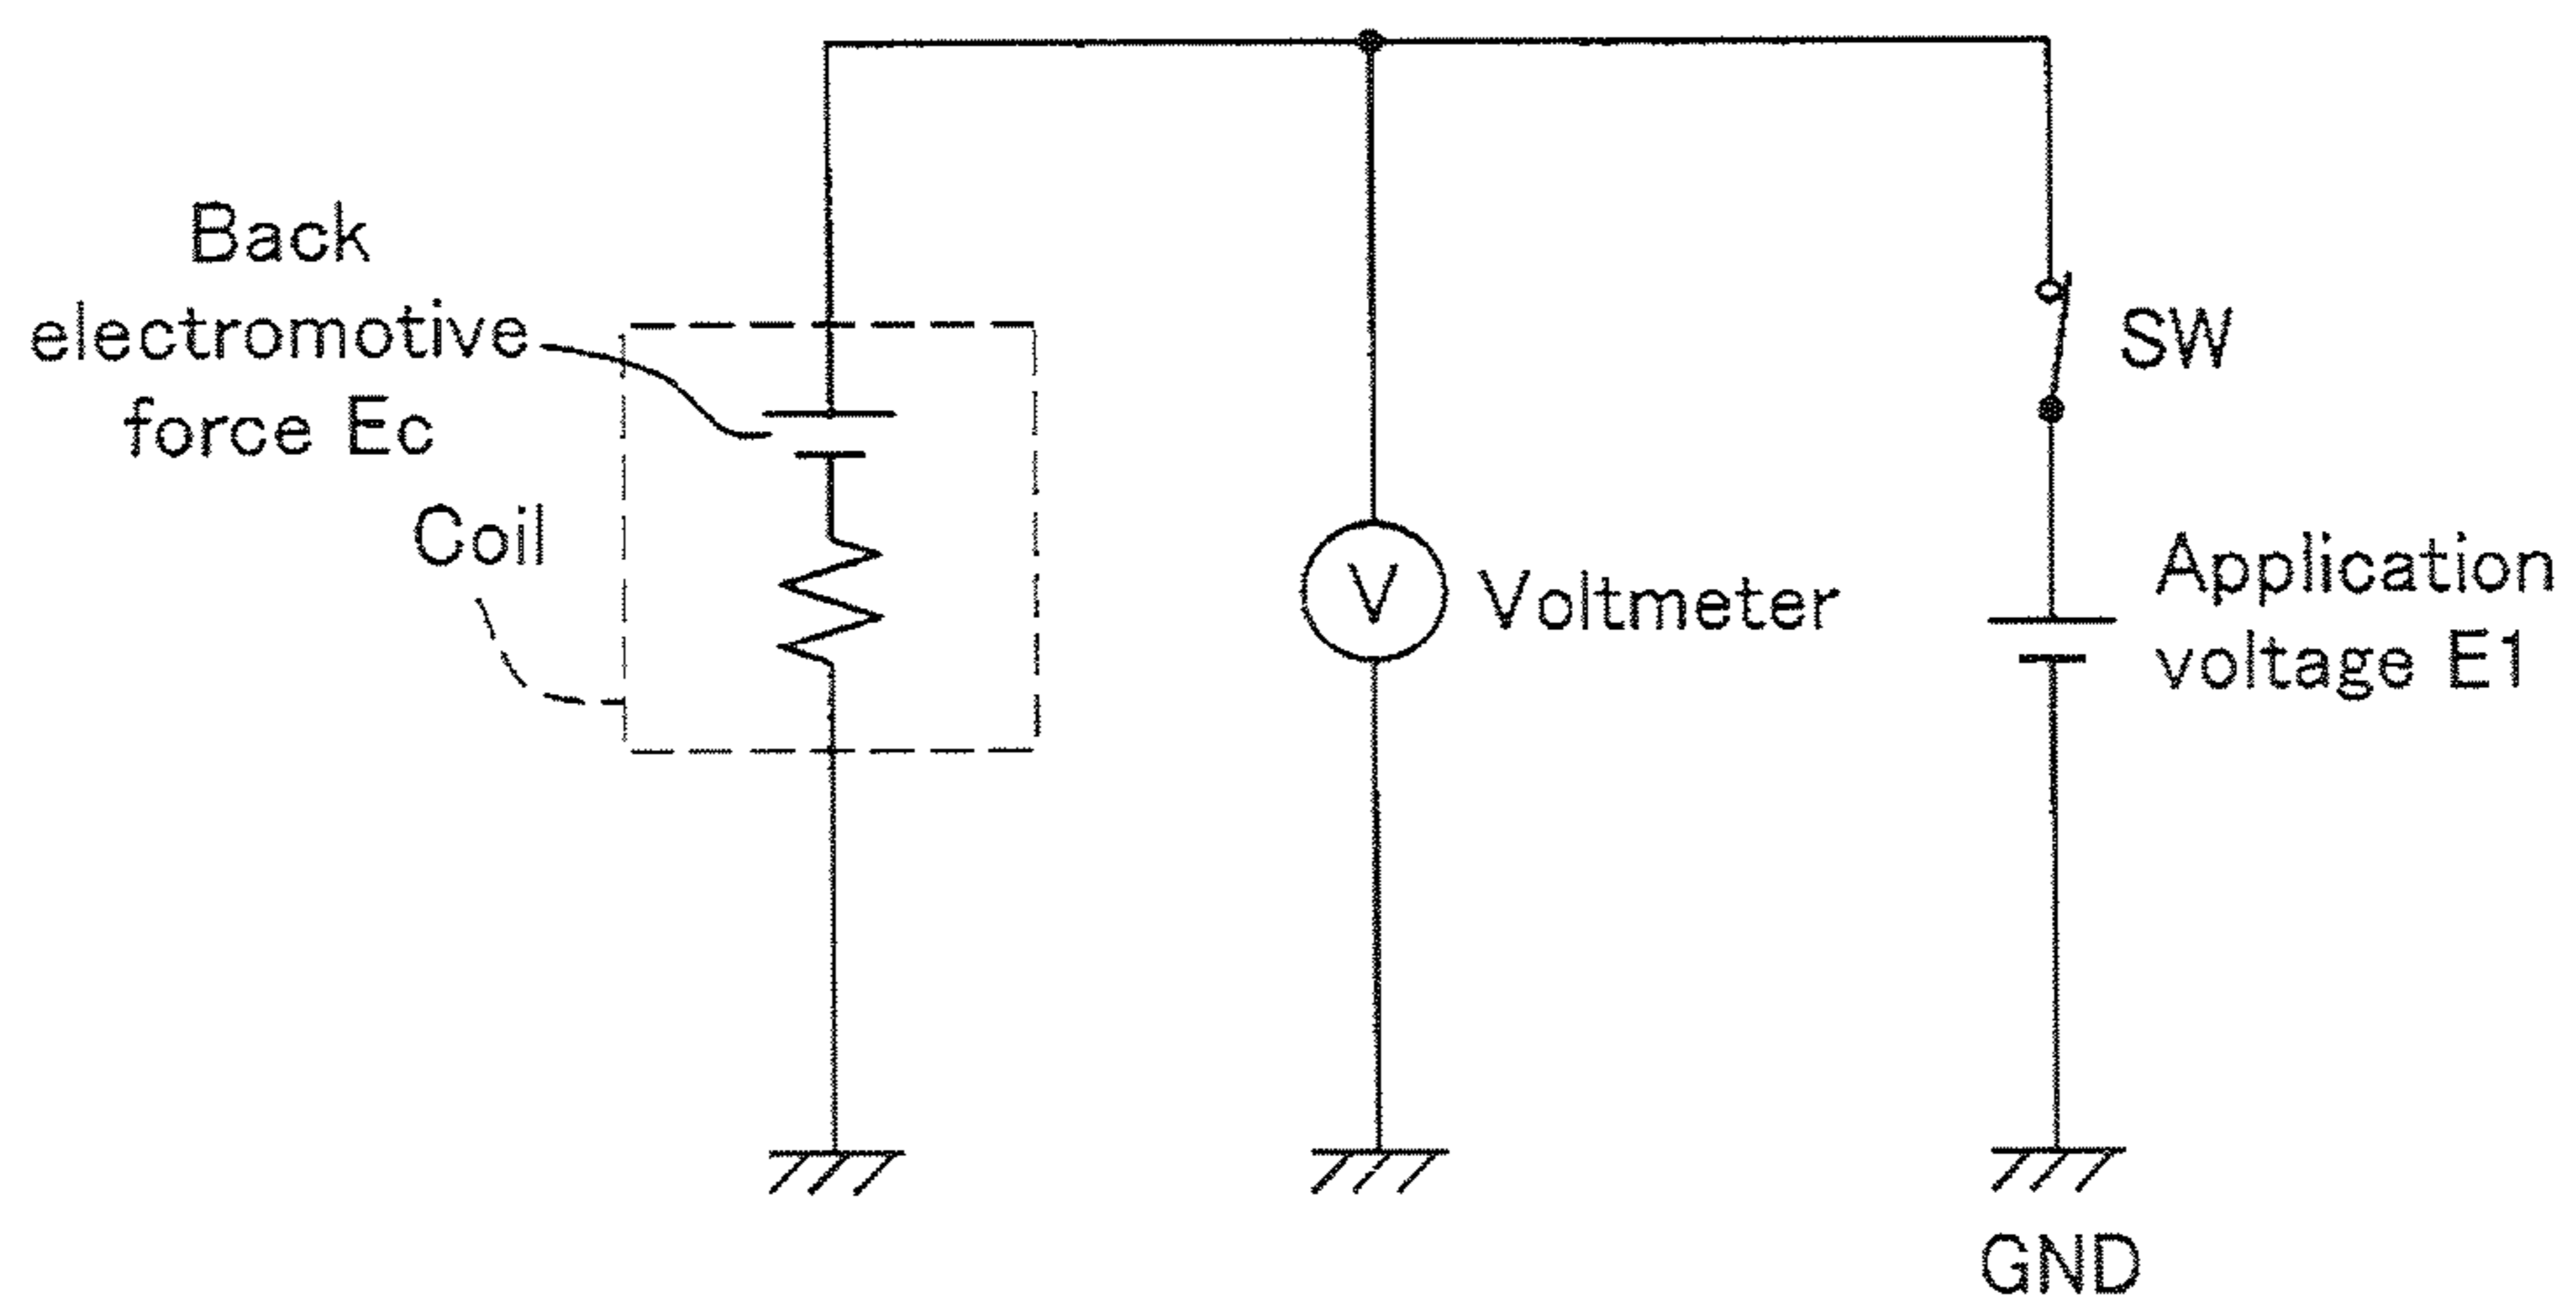 Back
electromotive
force Ec
Coil
V
Voltmeter
SW
Application
voltage E1
GND